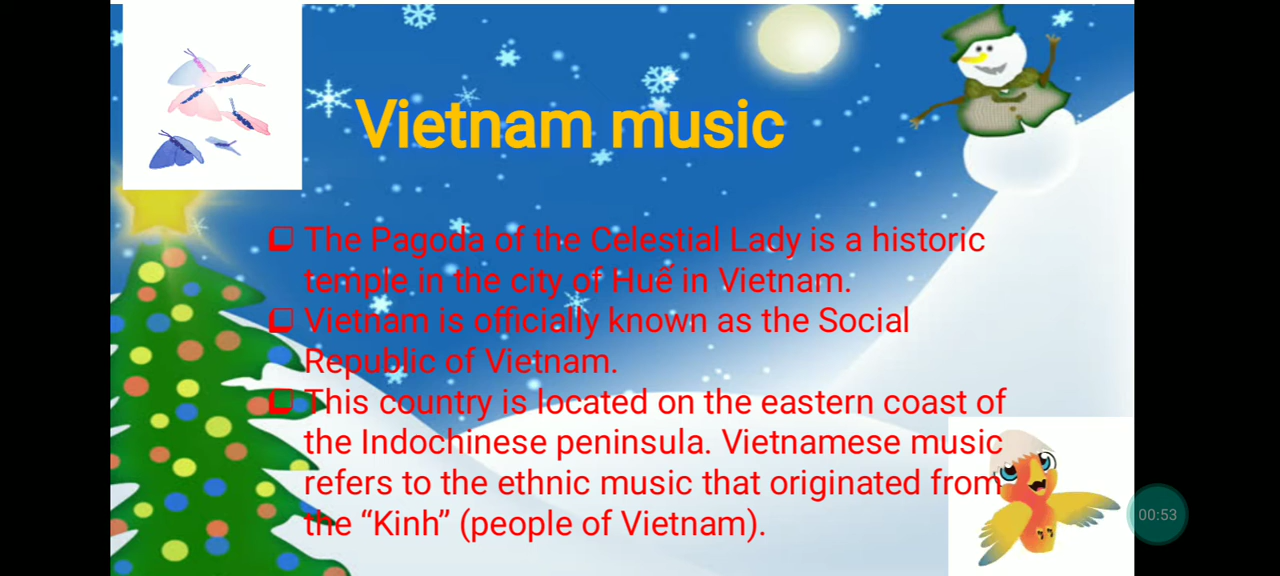 Vietnam music
The Pagoda of the Celestial Lady is a historic
temple in the city of Huế in Vietnam.
Vietnam is officially known as the Social
Republic of Vietnam.
This country is located on the eastern coast of
the Indochinese peninsula. Vietnamese music
refers to the ethnic music that originated from
the “Kinh” (people of Vietnam).
00:53